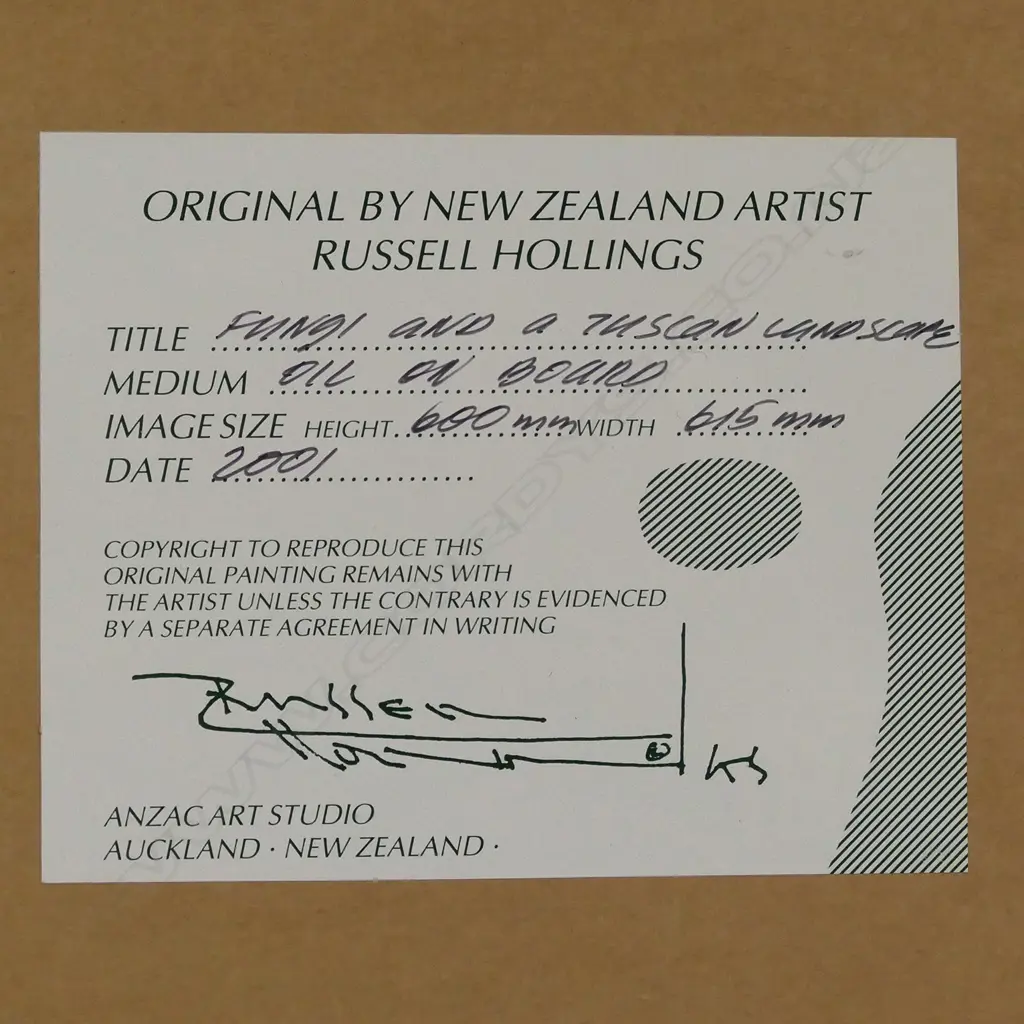 ORIGINAL BY NEW ZEALAND ARTIST
RUSSELL HOLLINGS
TITLE FUNGI AND A TUSCAN LANDSCAPE
MEDIUM OIL ON BOARD
IMAGE SIZE HEIGHT 600 mm WIDTH 615 mm
DATE 2001
COPYRIGHT TO REPRODUCE THIS
ORIGINAL PAINTING REMAINS WITH
THE ARTIST UNLESS THE CONTRARY IS EVIDENCED
BY A SEPARATE AGREEMENT IN WRITING
Russell
ANZAC ART STUDIO
AUCKLAND · NEW ZEALAND ·